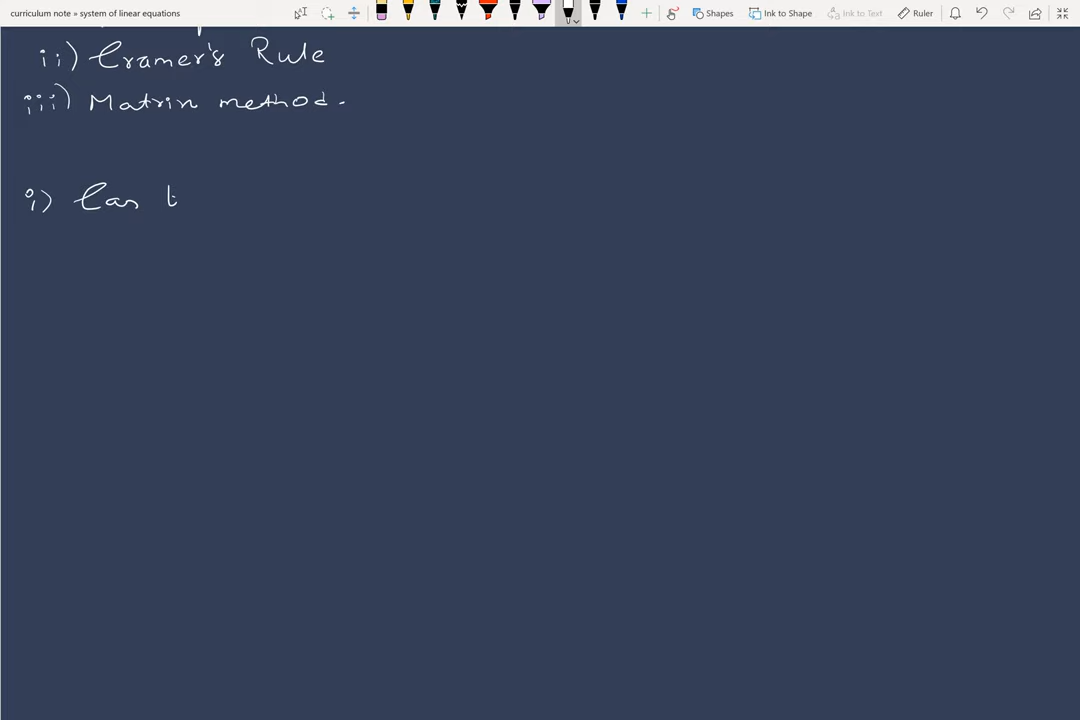 curriculum note » system of linear equations
Shapes
Ink to Shape
Ink to Text
Ruler
ii) Cramer's Rule
iii) Matrix method.
i) Gas t